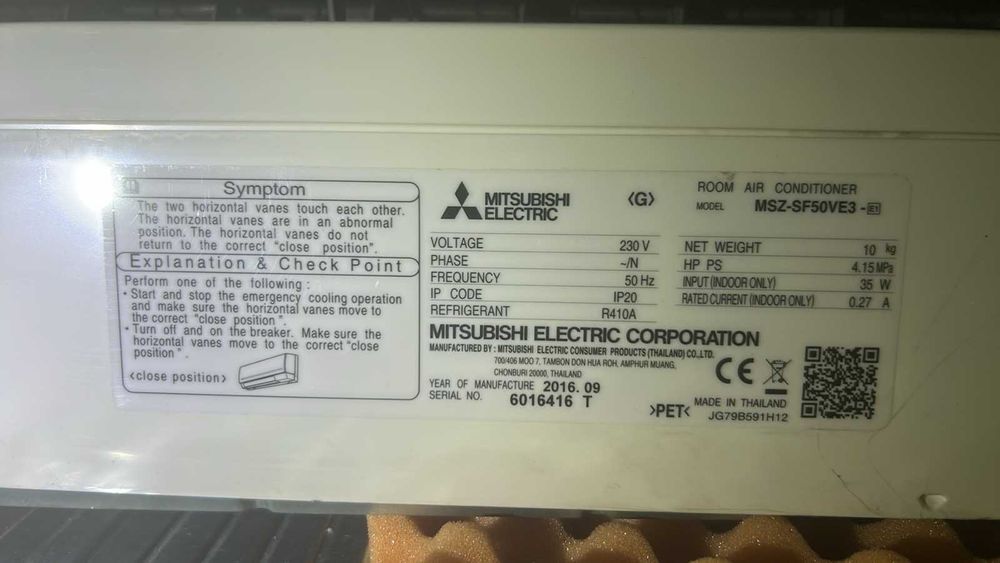 Symptom
The two horizontal vanes touch each other.
The horizontal vanes are in an abnormal
position. The horizontal vanes do not
return to the correct "close position".
Explanation & Check Point
Perform one of the following :
・Start and stop the emergency cooling operation
and make sure the horizontal vanes move to
the correct "close position".
・Turn off and on the breaker. Make sure the
horizontal vanes move to the correct "close
position".
<close position>
MITSUBISHI
ELECTRIC
<G>
ROOM AIR CONDITIONER
MODEL MSZ-SF50VE3 - E1
VOLTAGE 230 V
PHASE ~/N
FREQUENCY 50 Hz
IP CODE IP20
REFRIGERANT R410A
NET WEIGHT 10 kg
HP PS 4.15 MPa
INPUT (INDOOR ONLY) 35 W
RATED CURRENT (INDOOR ONLY) 0.27 A
MITSUBISHI ELECTRIC CORPORATION
MANUFACTURED BY : MITSUBISHI ELECTRIC CONSUMER PRODUCTS (THAILAND) CO., LTD.
700/406 MOO 7, TAMBON DON HUA ROH, AMPHUR MUANG,
CHONBURI 20000, THAILAND
YEAR OF MANUFACTURE 2016. 09
SERIAL NO. 6016416 T
CE
>PET<
MADE IN THAILAND
JG79B591H12